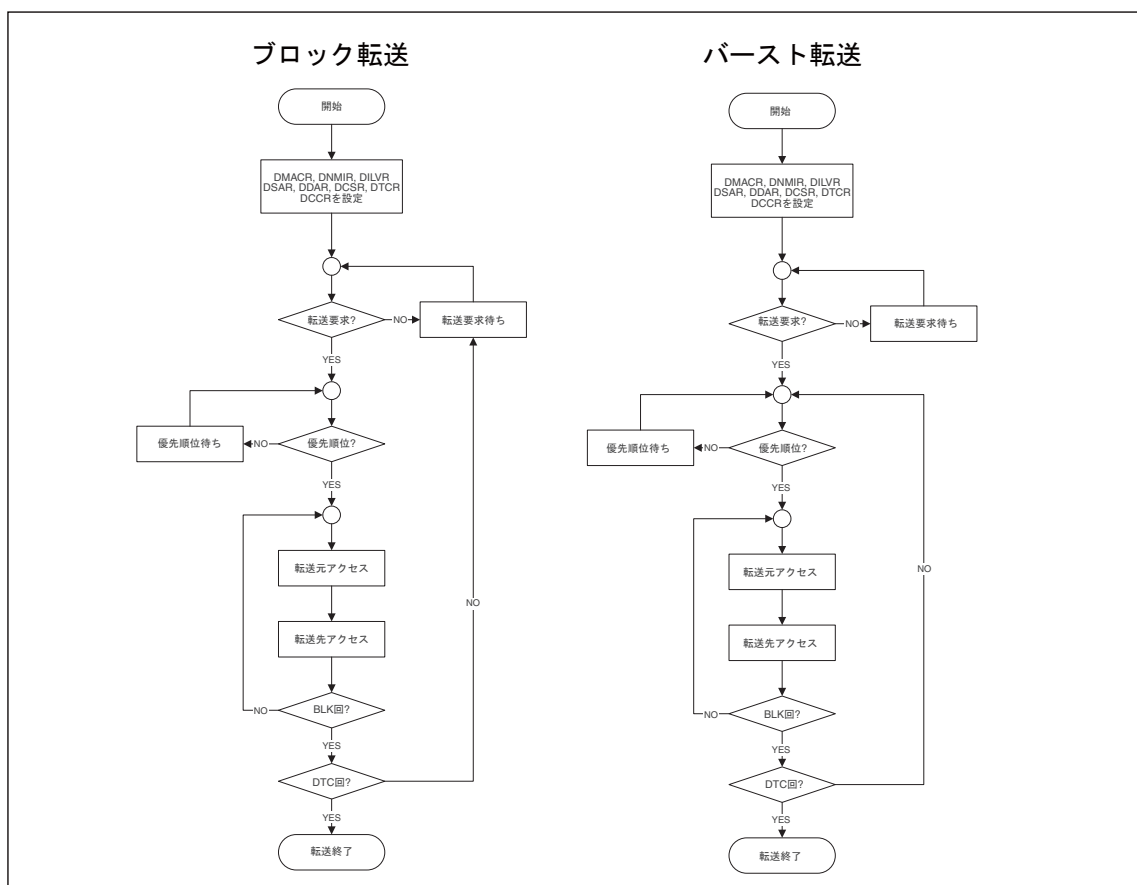 ブロック転送
開始
DMACR, DNMIR, DILVR
DSAR, DDAR, DCSR, DTCR
DCCRを設定
転送要求?
NO
転送要求待ち
YES
優先順位待ち
NO
優先順位?
YES
転送元アクセス
NO
転送先アクセス
NO
BLK回?
YES
DTC回?
YES
転送終了
バースト転送
開始
DMACR, DNMIR, DILVR
DSAR, DDAR, DCSR, DTCR
DCCRを設定
転送要求?
NO
転送要求待ち
YES
優先順位待ち
NO
優先順位?
YES
転送元アクセス
NO
転送先アクセス
NO
BLK回?
YES
DTC回?
YES
転送終了